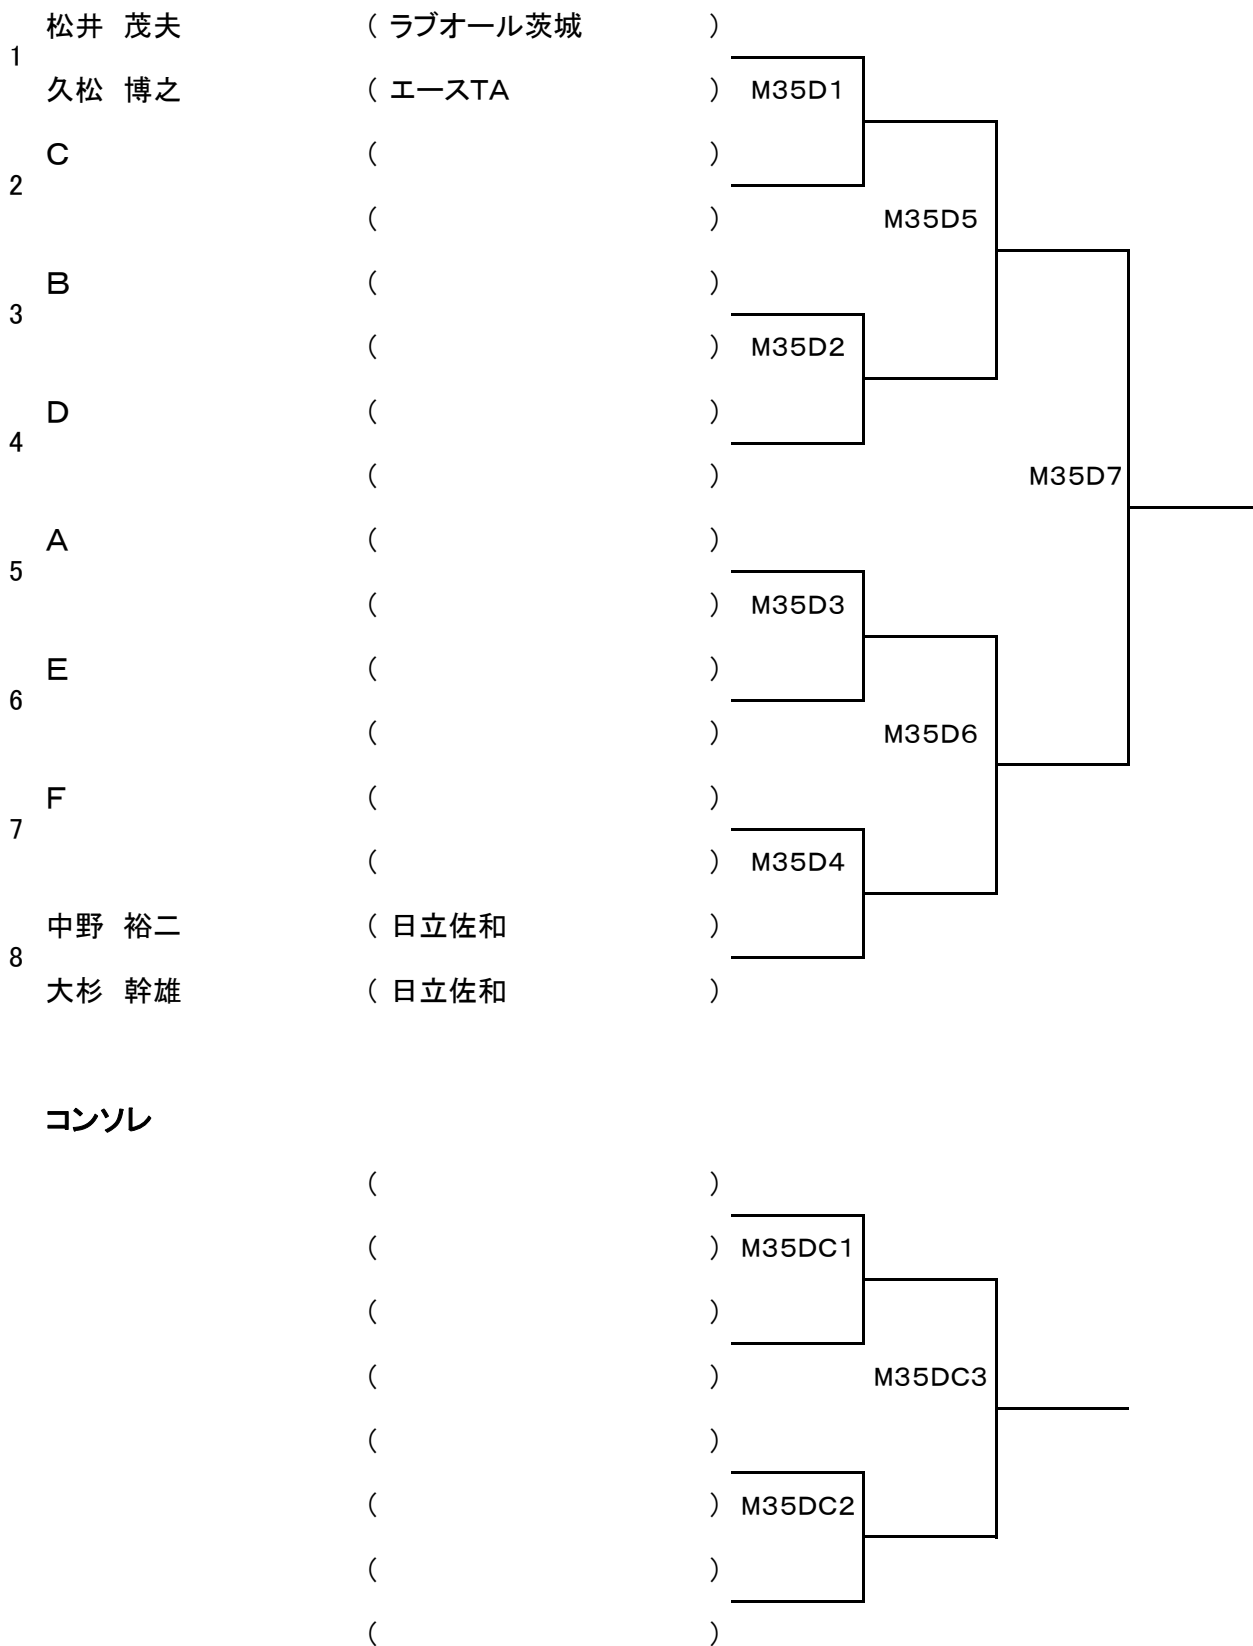 松井　茂夫 （ ラブオール茨城 ）
1
久松　博之 （ エースTA ） M35D1
C （ ）
2
（ ） M35D5
B （ ）
3
（ ） M35D2
D （ ）
4
（ ） M35D7
A （ ）
5
（ ） M35D3
E （ ）
6
（ ） M35D6
F （ ）
7
（ ） M35D4
中野　裕二 （ 日立佐和 ）
8
大杉　幹雄 （ 日立佐和 ）
コンソレ
（ ）
（ ） M35DC1
（ ）
（ ） M35DC3
（ ）
（ ） M35DC2
（ ）
（ ）